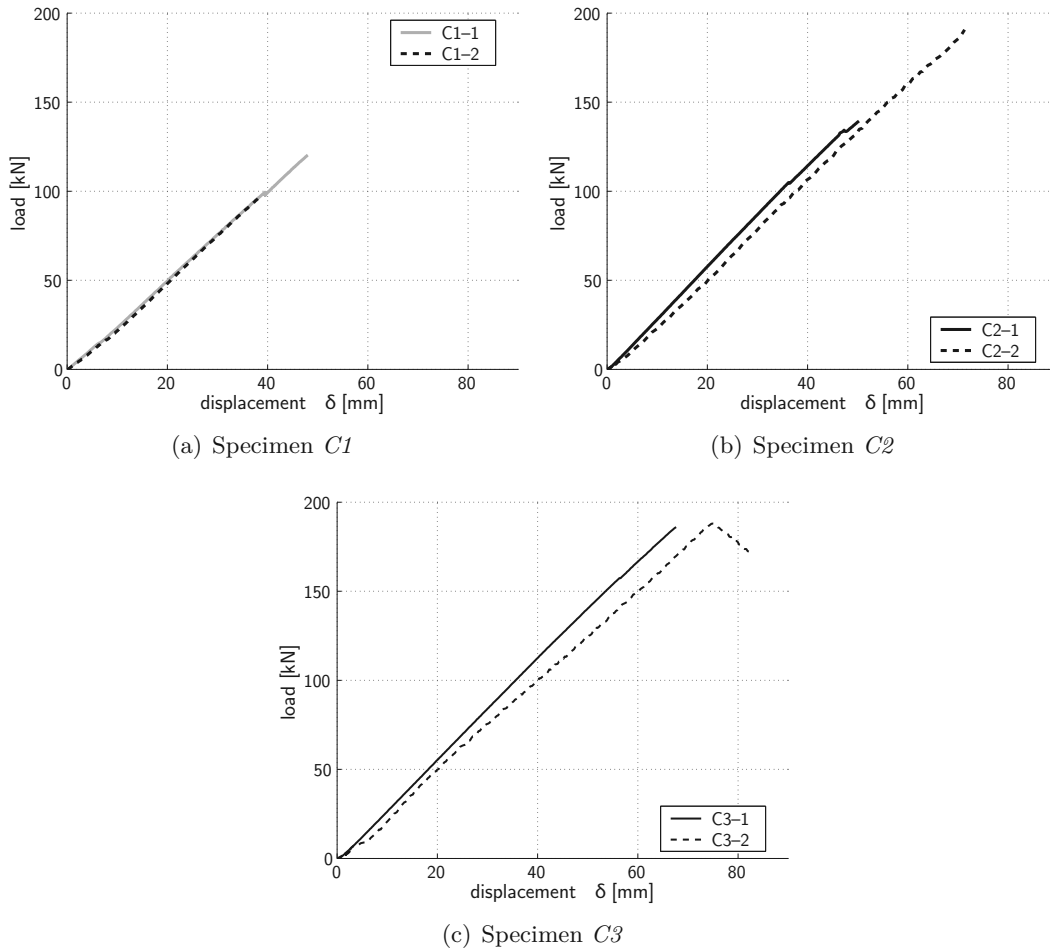 200
150
100
50
0
load [kN]
0 20 40 60 80
displacement δ [mm]
C1–1
C1–2
(a) Specimen C1
200
150
100
50
0
load [kN]
0 20 40 60 80
displacement δ [mm]
C2–1
C2–2
(b) Specimen C2
200
150
100
50
0
load [kN]
0 20 40 60 80
displacement δ [mm]
C3–1
C3–2
(c) Specimen C3